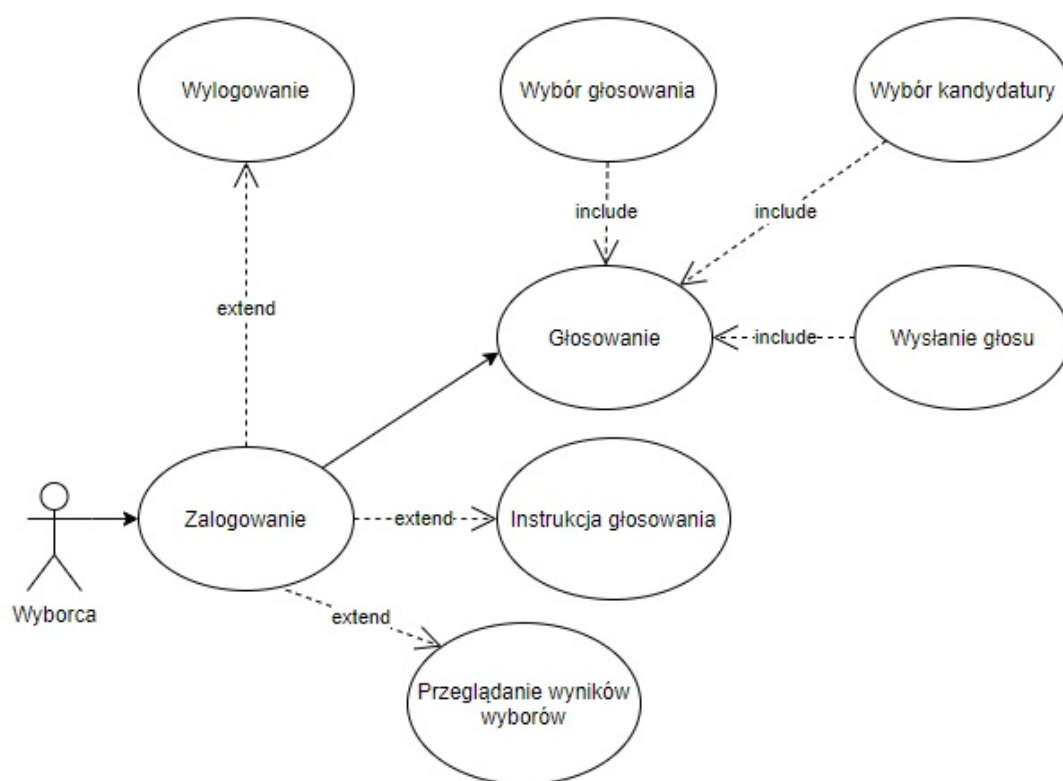 Wylogowanie
Wybór głosowania
Wybór kandydatury
include
include
extend
Głosowanie
include
Wysłanie głosu
Zalogowanie
extend
Instrukcja głosowania
Wyborca
extend
Przeglądanie wyników
wyborów